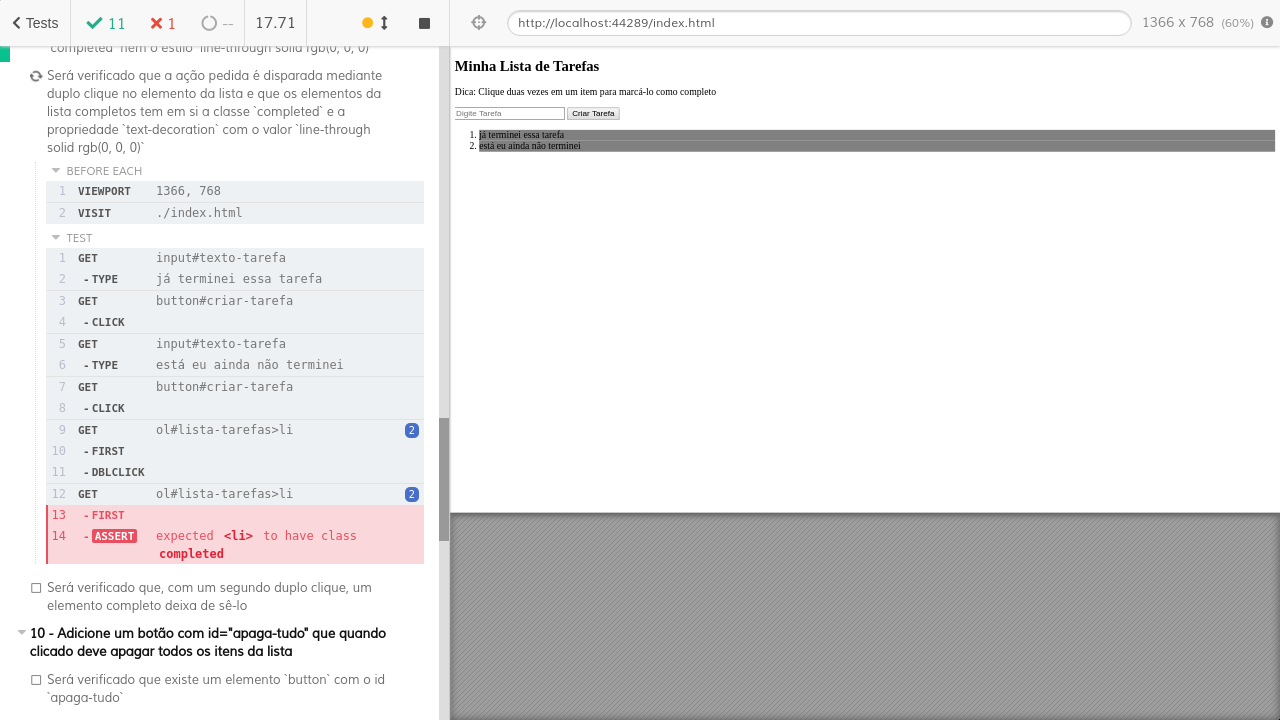 Tests
11
1
--
17.71
http://localhost:44289/index.html
1366 x 768 (60%)
`completed` nem o estilo `line-through solid rgb(0, 0, 0)`
Será verificado que a ação pedida é disparada mediante
duplo clique no elemento da lista e que os elementos da
lista completos tem em si a classe `completed` e a
propriedade `text-decoration` com o valor `line-through
solid rgb(0, 0, 0)`
BEFORE EACH
1 VIEWPORT 1366, 768
2 VISIT ./index.html
TEST
1 GET input#texto-tarefa
2 -TYPE já terminei essa tarefa
3 GET button#criar-tarefa
4 -CLICK
5 GET input#texto-tarefa
6 -TYPE está eu ainda não terminei
7 GET button#criar-tarefa
8 -CLICK
9 GET ol#lista-tarefas>li 2
10 -FIRST
11 -DBLCLICK
12 GET ol#lista-tarefas>li 2
13 -FIRST
14 -ASSERT expected <li> to have class
completed
Será verificado que, com um segundo duplo clique, um
elemento completo deixa de sê-lo
10 - Adicione um botão com id="apaga-tudo" que quando
clicado deve apagar todos os itens da lista
Será verificado que existe um elemento `button` com o id
`apaga-tudo`
Minha Lista de Tarefas
Dica: Clique duas vezes em um item para marcá-lo como completo
Digite Tarefa
Criar Tarefa
1. já terminei essa tarefa
2. está eu ainda não terminei